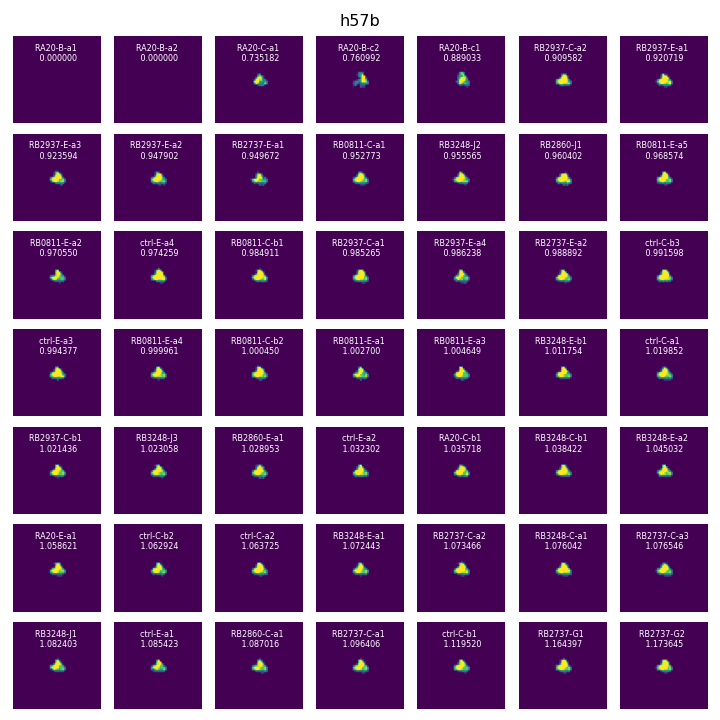 h57b
RA20-B-a1
0.000000
RA20-B-a2
0.000000
RA20-C-a1
0.735182
RA20-B-c2
0.760992
RA20-B-c1
0.889033
RB2937-C-a2
0.909582
RB2937-E-a1
0.920719
RB2937-E-a3
0.923594
RB2937-E-a2
0.947902
RB2737-E-a1
0.949672
RB0811-C-a1
0.952773
RB3248-J2
0.955565
RB2860-J1
0.960402
RB0811-E-a5
0.968574
RB0811-E-a2
0.970550
ctrl-E-a4
0.974259
RB0811-C-b1
0.984911
RB2937-C-a1
0.985265
RB2937-E-a4
0.986238
RB2737-E-a2
0.988892
ctrl-C-b3
0.991598
ctrl-E-a3
0.994377
RB0811-E-a4
0.999961
RB0811-C-b2
1.000450
RB0811-E-a1
1.002700
RB0811-E-a3
1.004649
RB3248-E-b1
1.011754
ctrl-C-a1
1.019852
RB2937-C-b1
1.021436
RB3248-J3
1.023058
RB2860-E-a1
1.028953
ctrl-E-a2
1.032302
RA20-C-b1
1.035718
RB3248-C-b1
1.038422
RB3248-E-a2
1.045032
RA20-E-a1
1.058621
ctrl-C-b2
1.062924
ctrl-C-a2
1.063725
RB3248-E-a1
1.072443
RB2737-C-a2
1.073466
RB3248-C-a1
1.076042
RB2737-C-a3
1.076546
RB3248-J1
1.082403
ctrl-E-a1
1.085423
RB2860-C-a1
1.087016
RB2737-C-a1
1.096406
ctrl-C-b1
1.119520
RB2737-G1
1.164397
RB2737-G2
1.173645